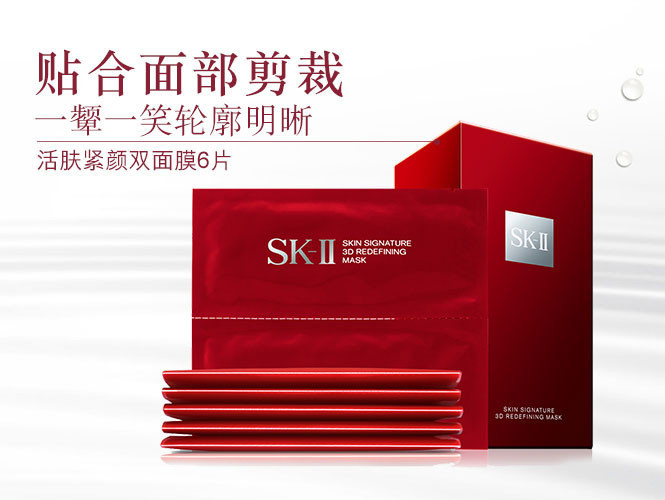 贴合面部剪裁
一颦一笑轮廓明晰
活肤紧颜双面膜6片
SK-II
SKIN SIGNATURE
3D REDEFINING
MASK
SK-II
SKIN SIGNATURE
3D REDEFINING MASK